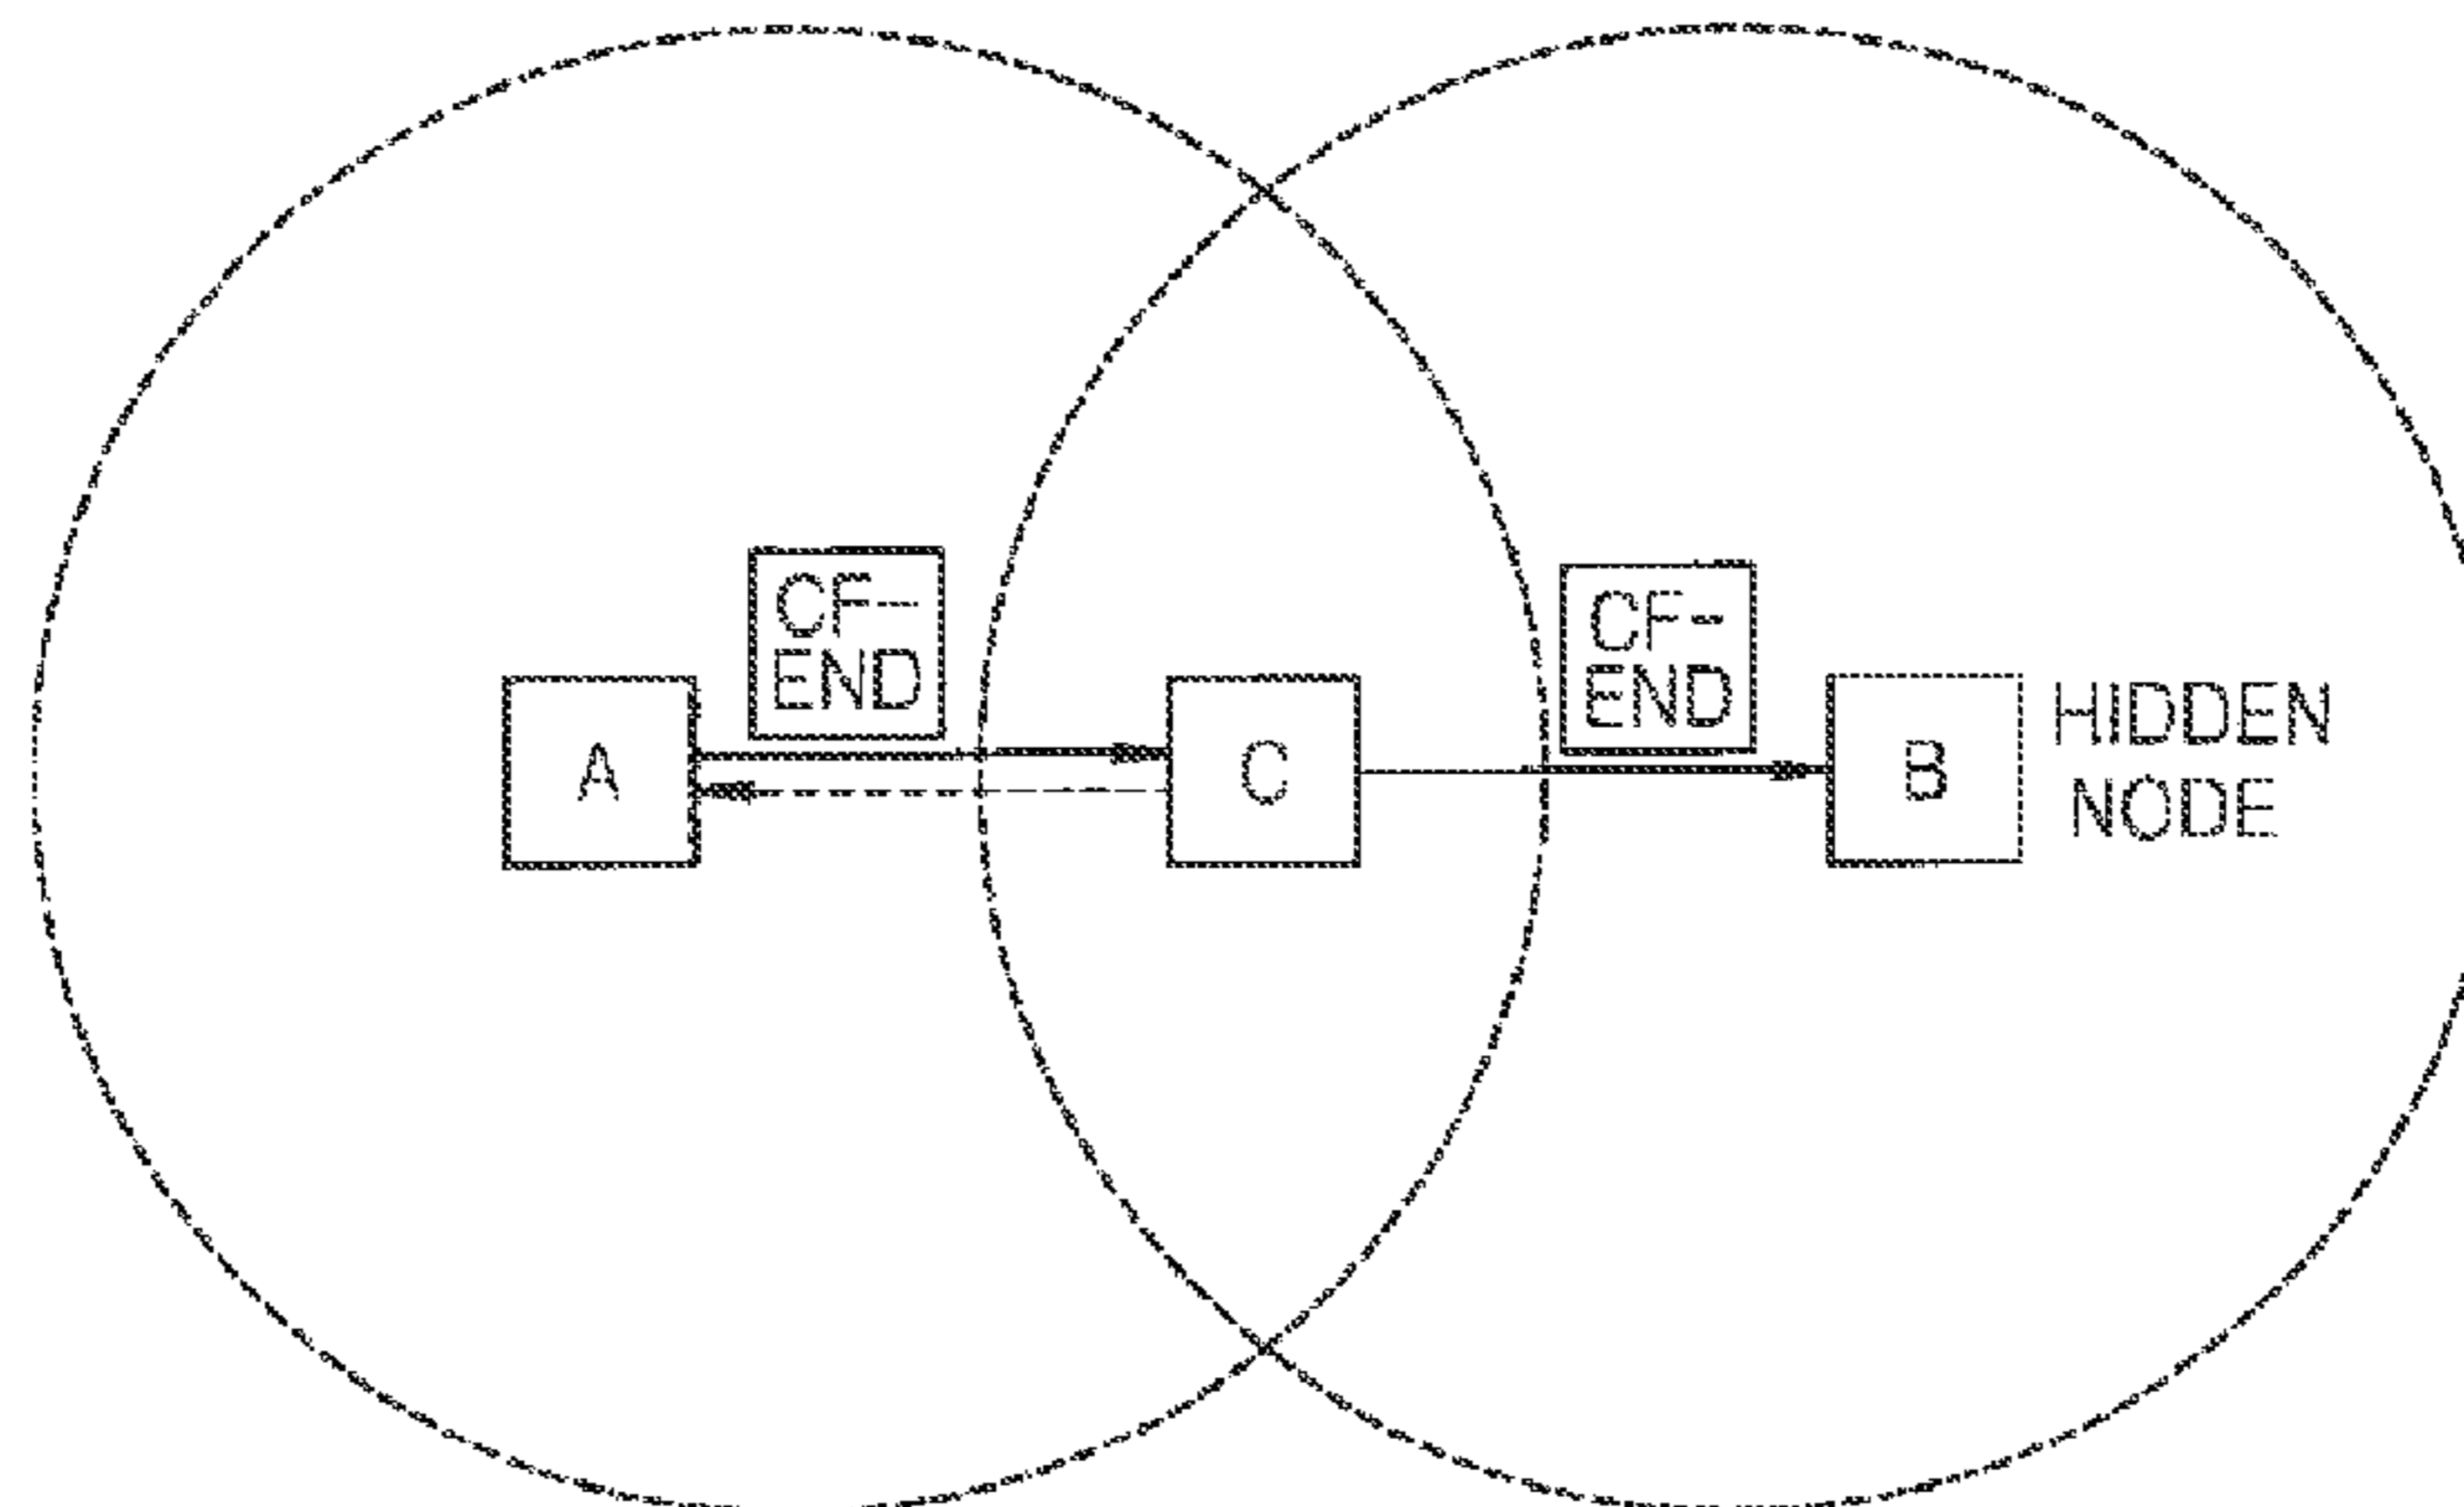 CF-
END
CF-
END
A
C
B
HIDDEN
NODE